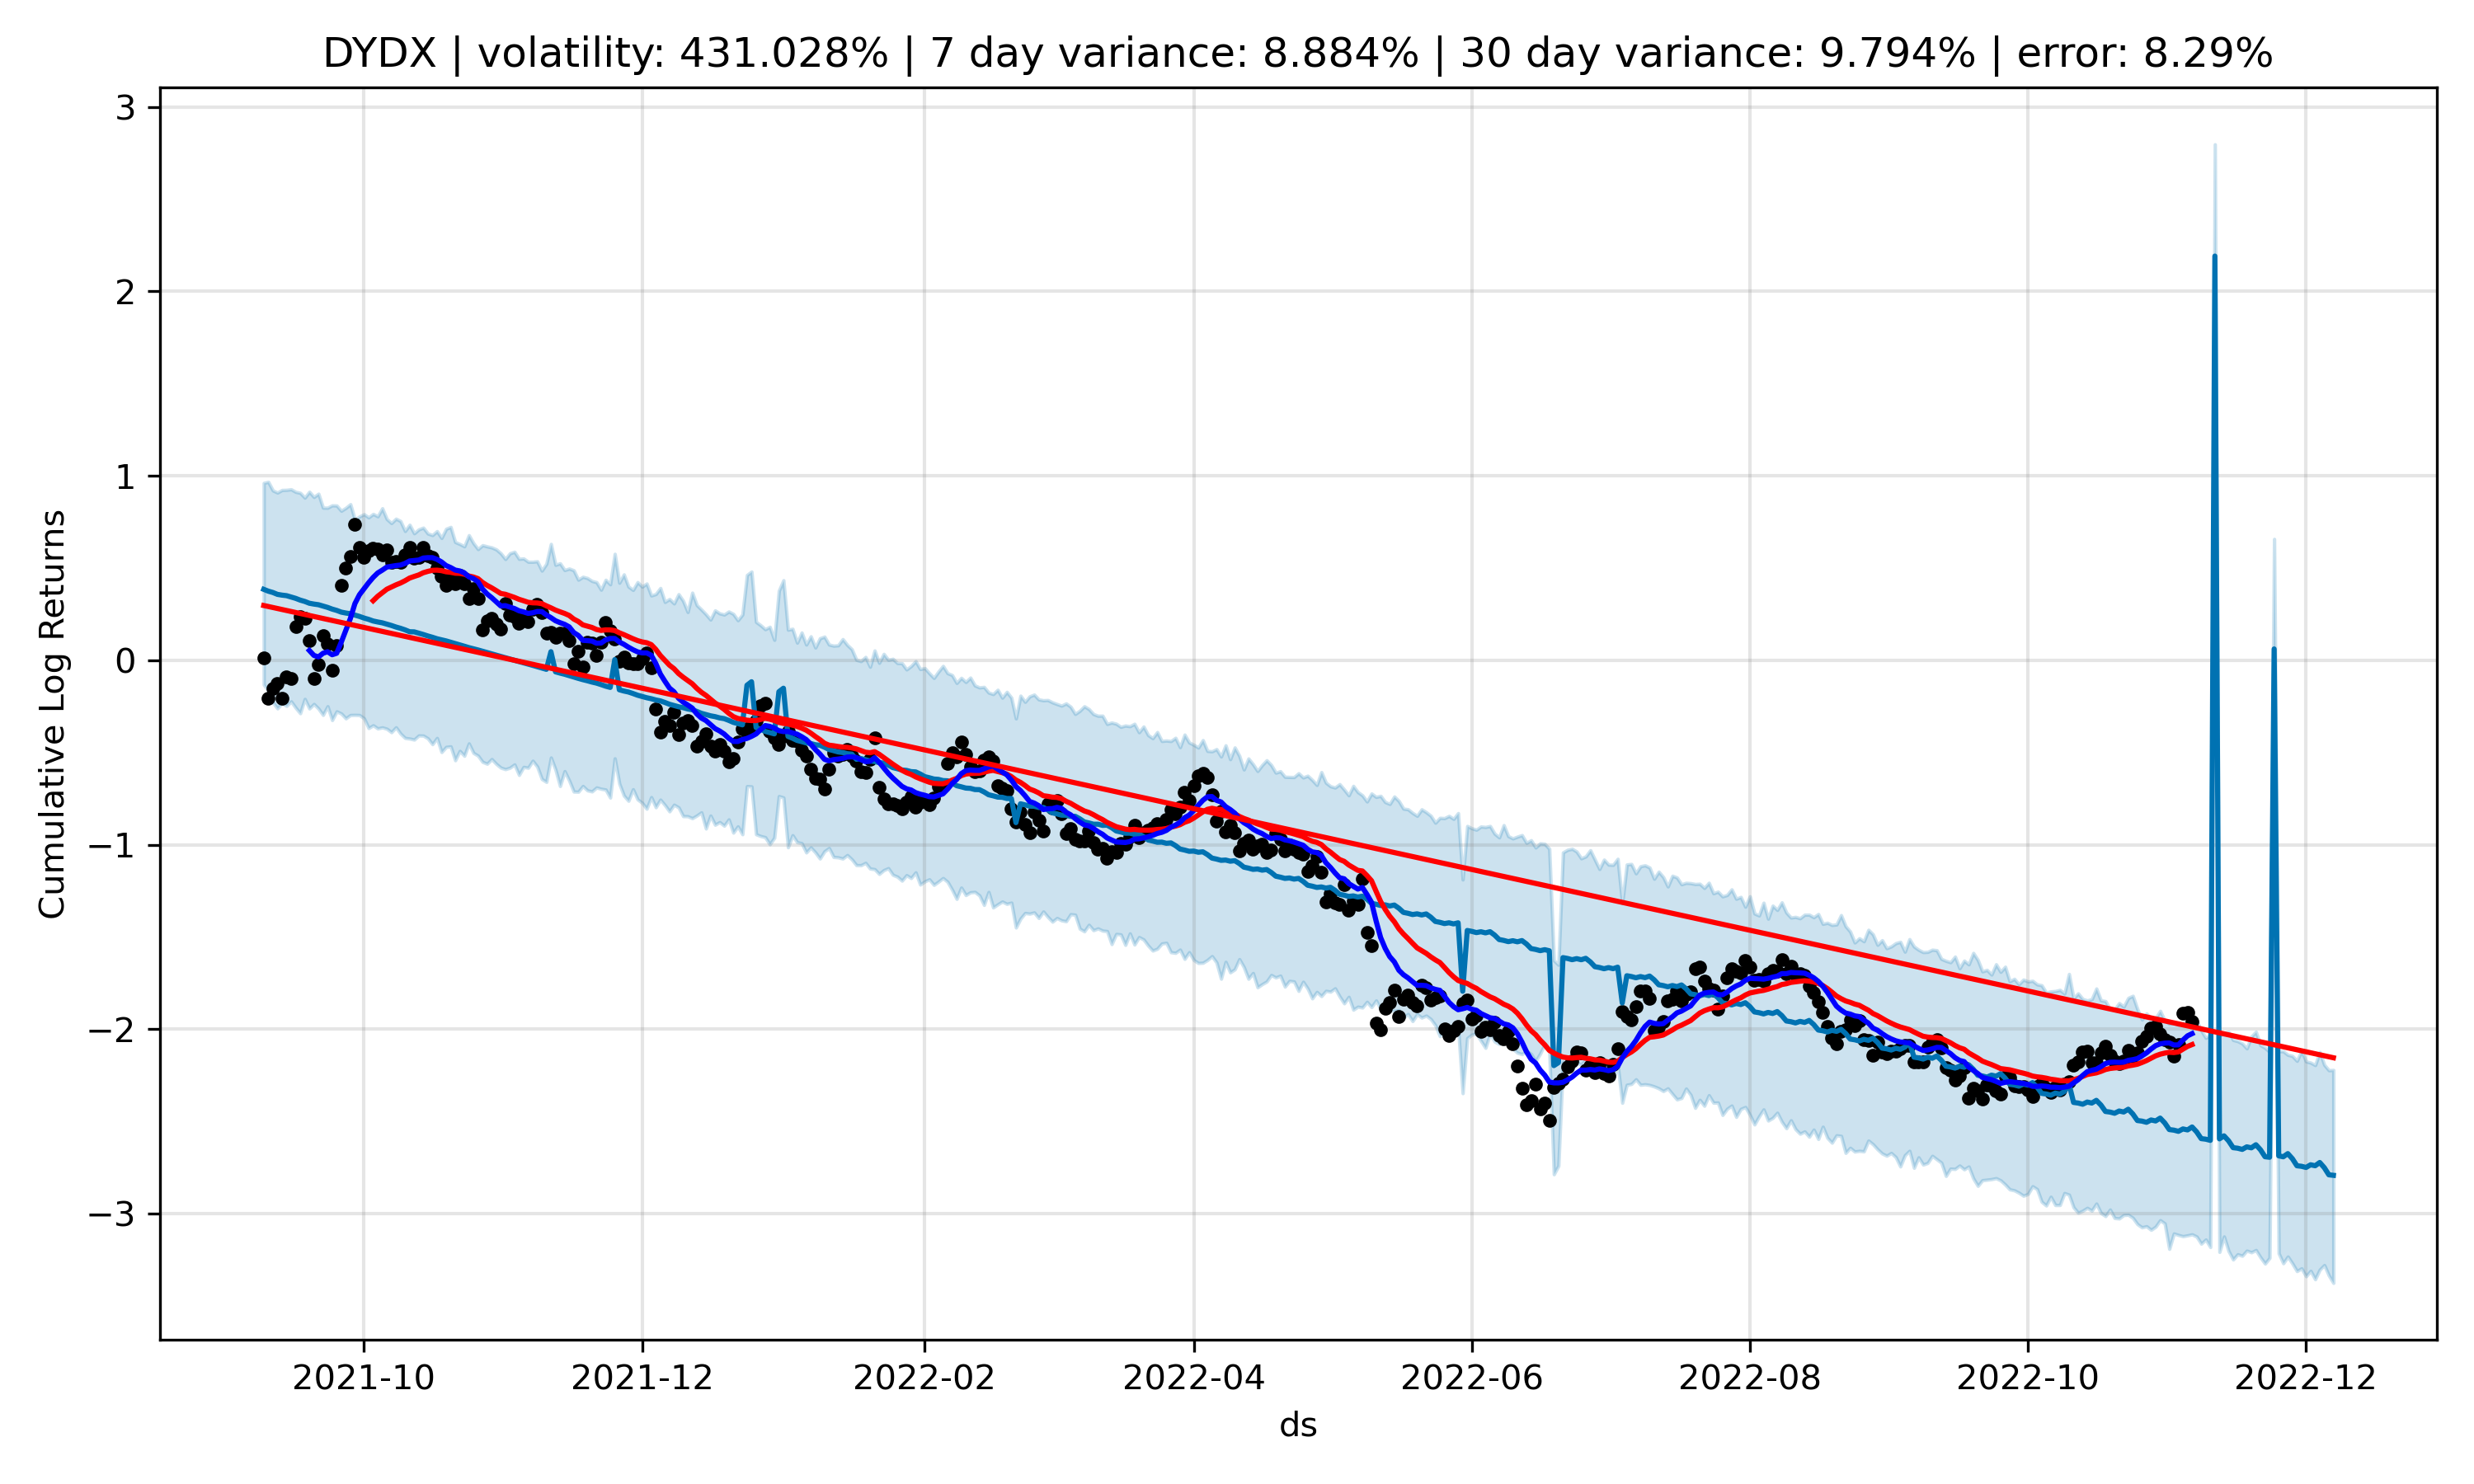 DYDX | volatility: 431.028% | 7 day variance: 8.884% | 30 day variance: 9.794% | error: 8.29%
3
2
1
0
−1
−2
−3
Cumulative Log Returns
2021-10 2021-12 2022-02 2022-04 2022-06 2022-08 2022-10 2022-12
ds